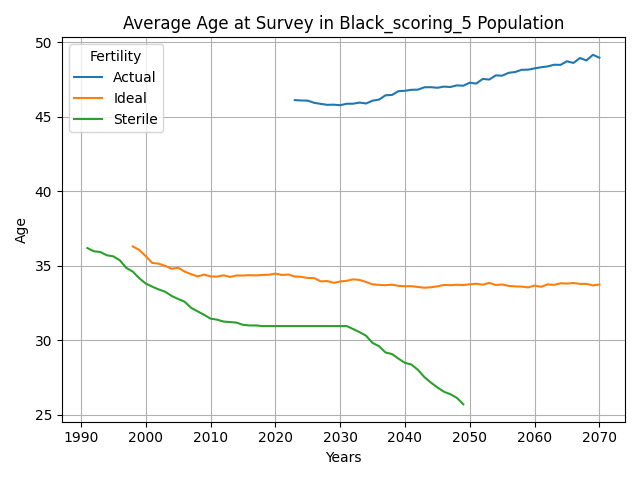 Average Age at Survey in Black_scoring_5 Population
Fertility
Actual
Ideal
Sterile
50
45
40
35
30
25
Age
1990 2000 2010 2020 2030 2040 2050 2060 2070
Years